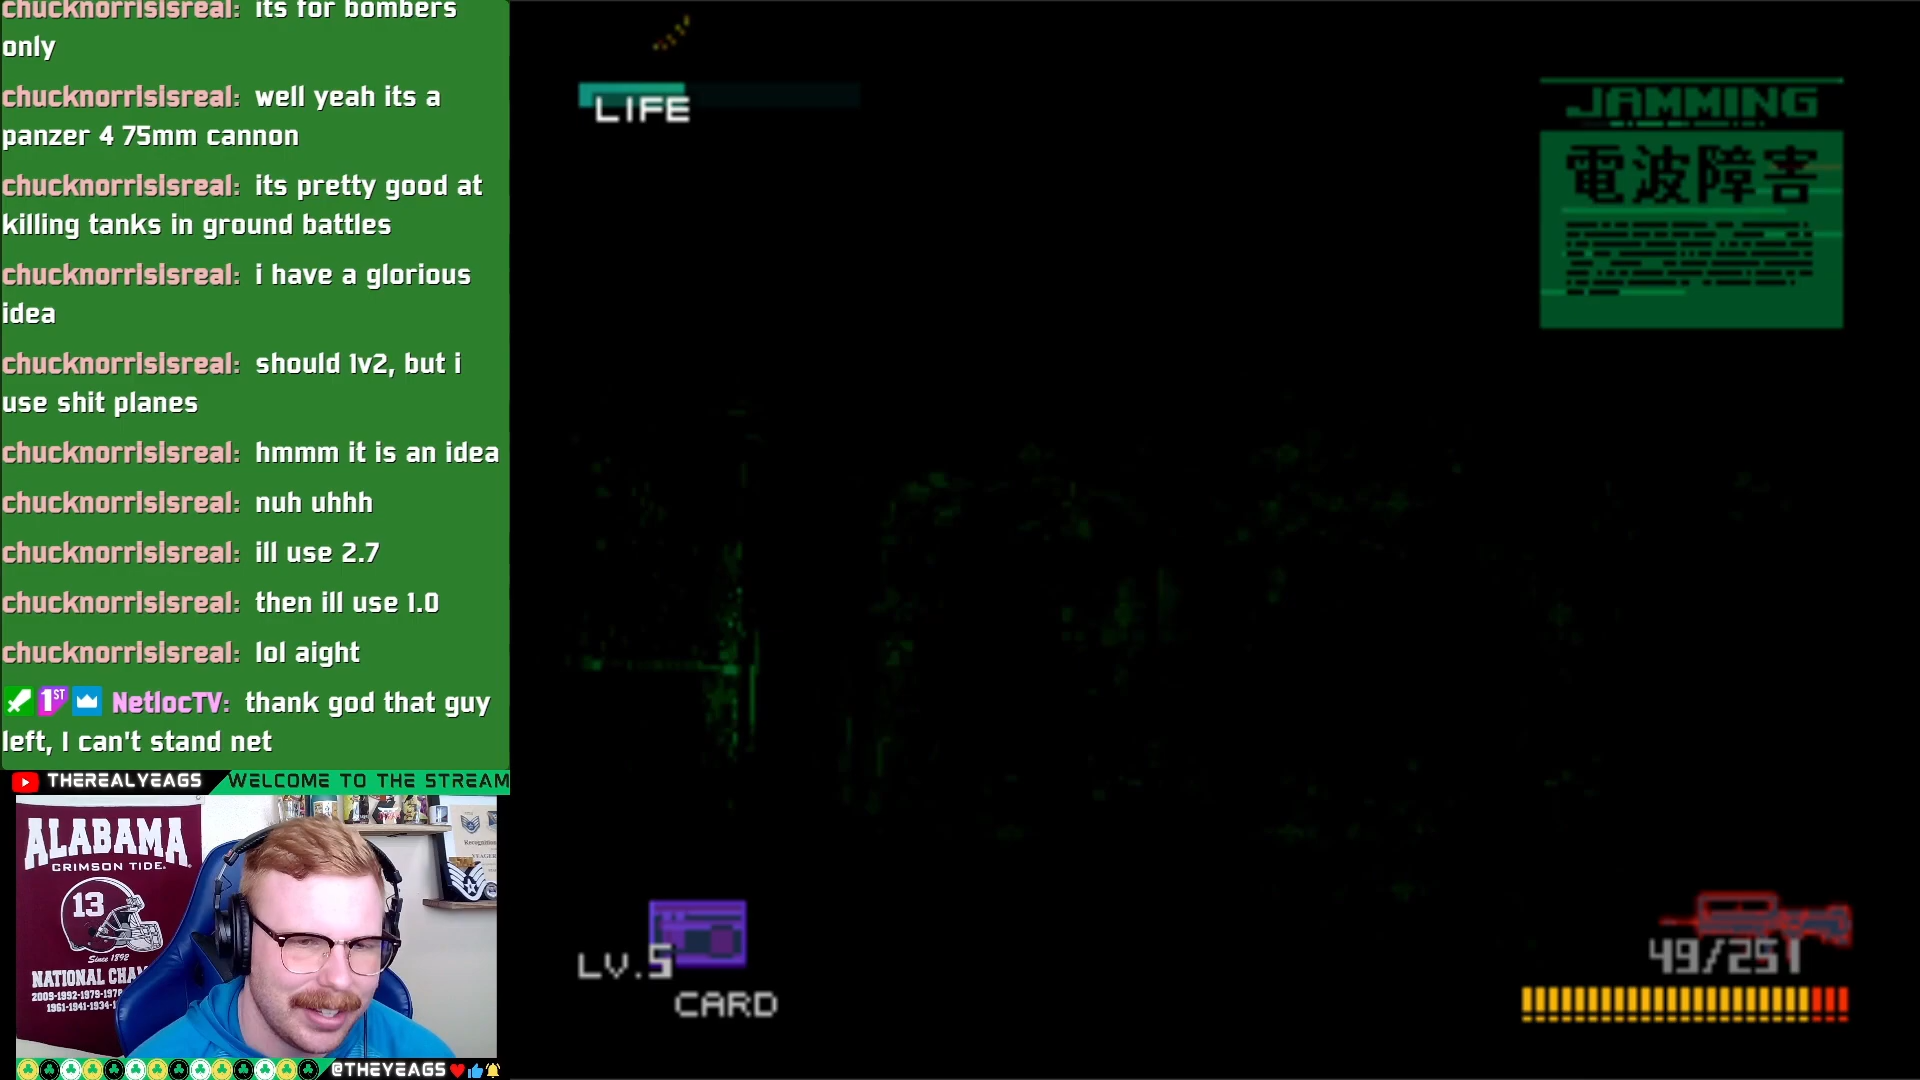 chucknorrisisreal: its for bombers
only
chucknorrisisreal: well yeah its a
panzer 4 75mm cannon
chucknorrisisreal: its pretty good at
killing tanks in ground battles
chucknorrisisreal: i have a glorious
idea
chucknorrisisreal: should 1v2, but i
use shit planes
chucknorrisisreal: hmmm it is an idea
chucknorrisisreal: nuh uhhh
chucknorrisisreal: ill use 2.7
chucknorrisisreal: then ill use 1.0
chucknorrisisreal: lol aight
1ST NetlocTV: thank god that guy
left, I can't stand net
THEREALYEAGS WELCOME TO THE STREAM
ALABAMA
CRIMSON TIDE
13
Since 1892
NATIONAL CHA
@THEYEAGS
LIFE
JAMMING
電波障害
LV.5
CARD
49/251